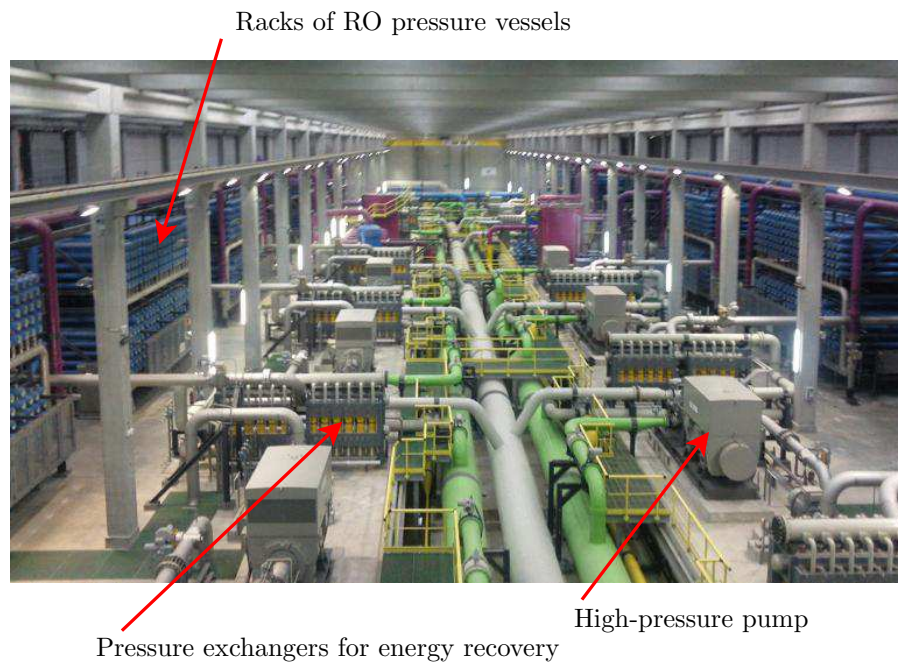 Racks of RO pressure vessels
High-pressure pump
Pressure exchangers for energy recovery